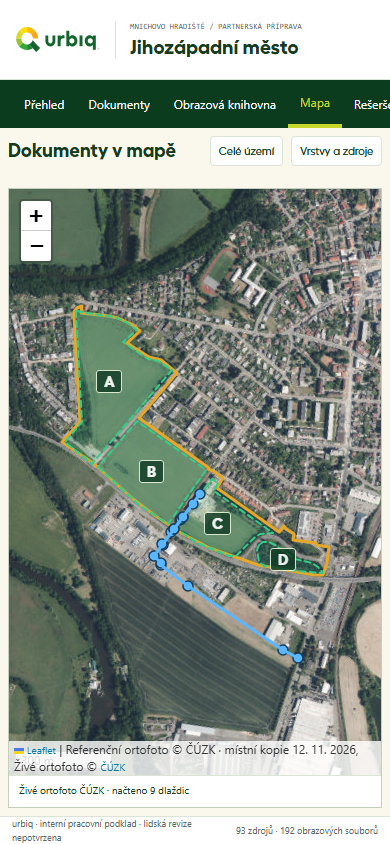 urbiq
MNICHOVO HRADIŠTĚ / PARTNERSKÁ PŘÍPRAVA
Jihozápadní město
Přehled Dokumenty Obrazová knihovna Mapa Rešerše
Dokumenty v mapě
Celé území
Vrstvy a zdroje
+
−
A
B
C
D
Leaflet | Referenční ortofoto © ČÚZK · místní kopie 12. 11. 2026,
Živé ortofoto © ČÚZK
Živé ortofoto ČÚZK · načteno 9 dlaždic
urbiq · interní pracovní podklad · lidská revize
nepotvrzena
93 zdrojů · 192 obrazových souborů